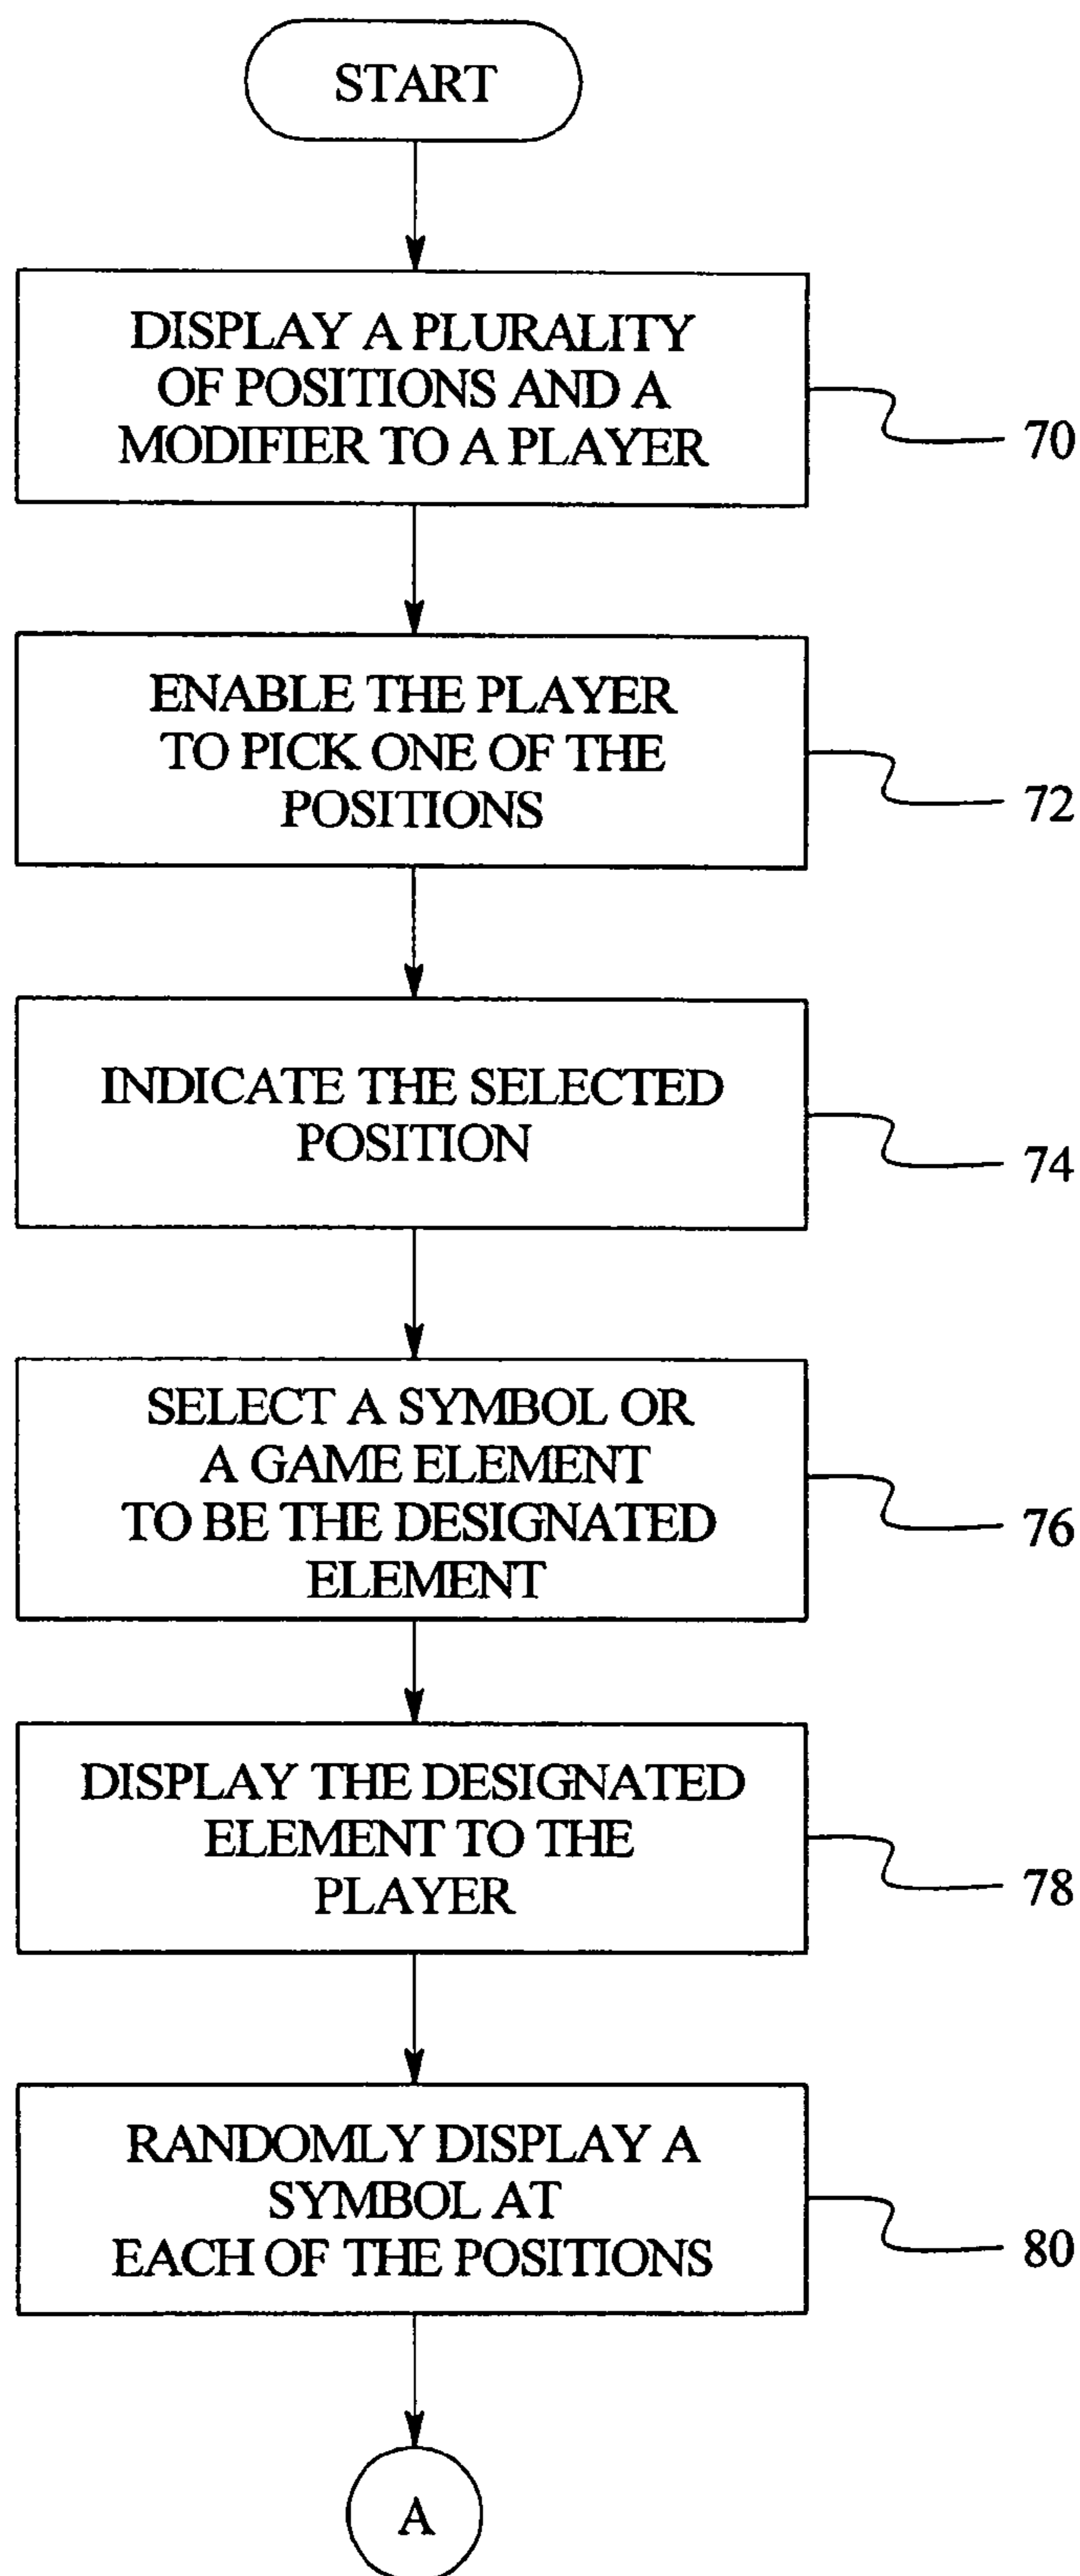 START
DISPLAY A PLURALITY
OF POSITIONS AND A
MODIFIER TO A PLAYER
70
ENABLE THE PLAYER
TO PICK ONE OF THE
POSITIONS
72
INDICATE THE SELECTED
POSITION
74
SELECT A SYMBOL OR
A GAME ELEMENT
TO BE THE DESIGNATED
ELEMENT
76
DISPLAY THE DESIGNATED
ELEMENT TO THE
PLAYER
78
RANDOMLY DISPLAY A
SYMBOL AT
EACH OF THE POSITIONS
80
A